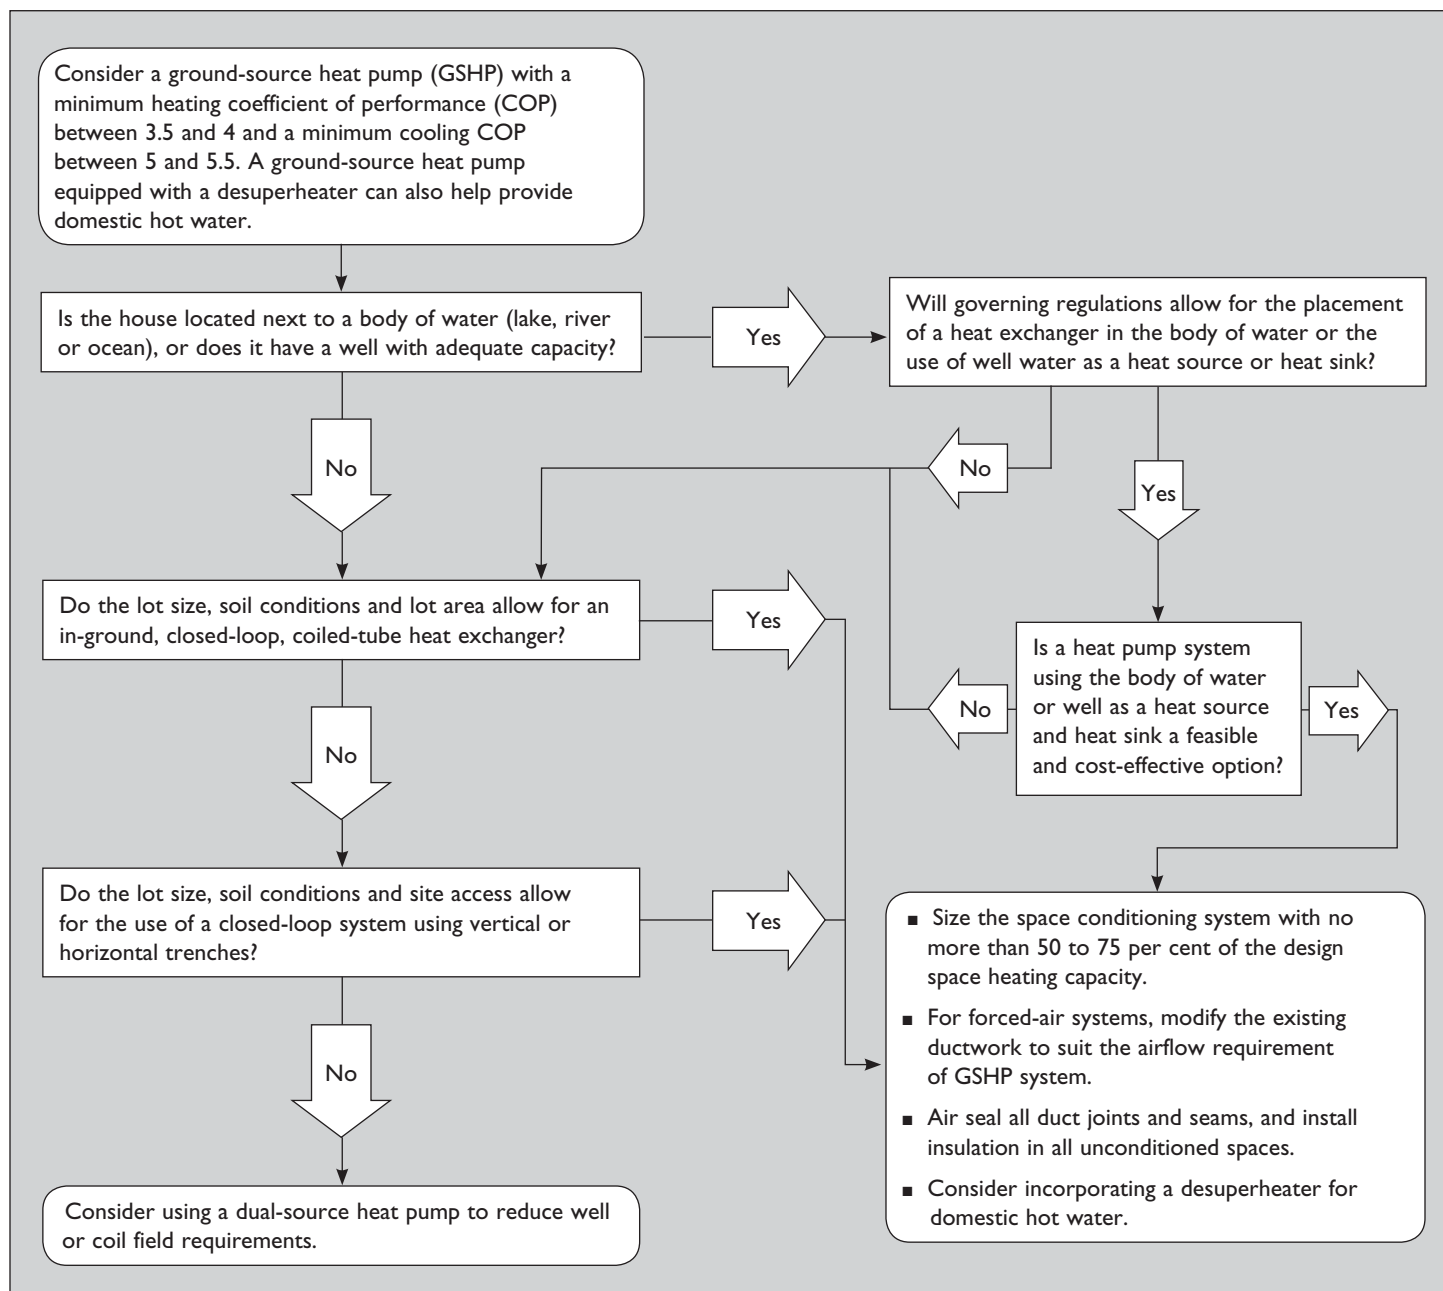 Consider a ground-source heat pump (GSHP) with a
minimum heating coefficient of performance (COP)
between 3.5 and 4 and a minimum cooling COP
between 5 and 5.5. A ground-source heat pump
equipped with a desuperheater can also help provide
domestic hot water.
Is the house located next to a body of water (lake, river
or ocean), or does it have a well with adequate capacity?
Yes
Will governing regulations allow for the placement
of a heat exchanger in the body of water or the
use of well water as a heat source or heat sink?
No
No
Yes
Do the lot size, soil conditions and lot area allow for an
in-ground, closed-loop, coiled-tube heat exchanger?
Yes
Is a heat pump system
using the body of water
or well as a heat source
and heat sink a feasible
and cost-effective option?
No
Yes
No
Do the lot size, soil conditions and site access allow
for the use of a closed-loop system using vertical or
horizontal trenches?
Yes
■ Size the space conditioning system with no
more than 50 to 75 per cent of the design
space heating capacity.
■ For forced-air systems, modify the existing
ductwork to suit the airflow requirement
of GSHP system.
■ Air seal all duct joints and seams, and install
insulation in all unconditioned spaces.
■ Consider incorporating a desuperheater for
domestic hot water.
No
Consider using a dual-source heat pump to reduce well
or coil field requirements.